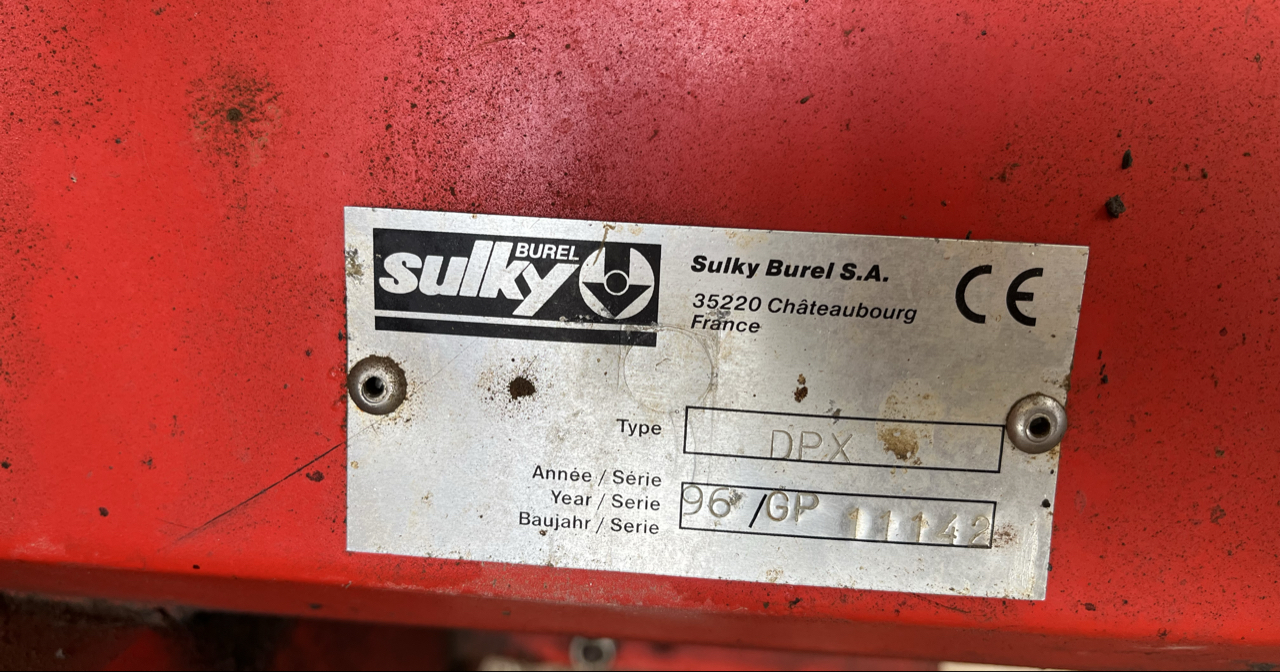 BUREL
sulky
Sulky Burel S.A.
35220 Châteaubourg
France
CE
Type DPX
Année / Série
Year / Serie 96 /GP 11142
Baujahr / Serie